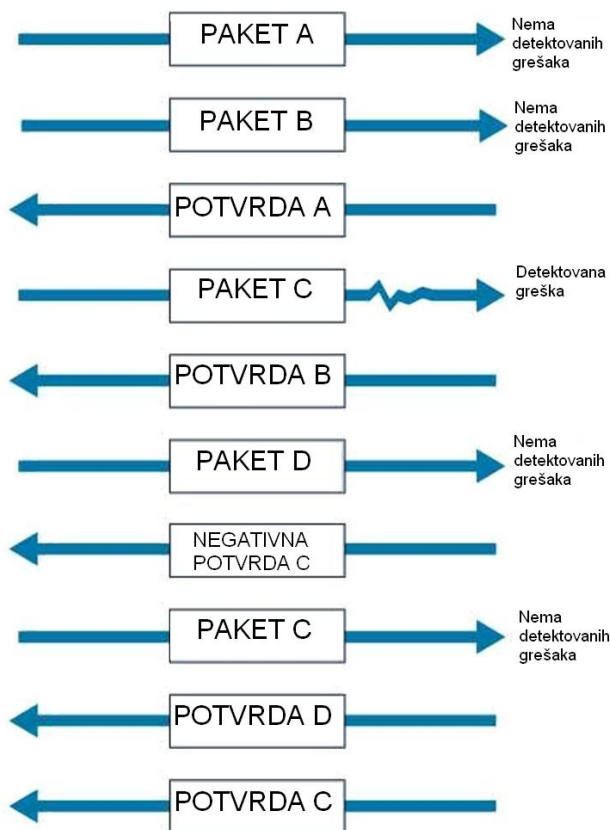 PAKET A
Nema
detektovanih
grešaka
PAKET B
Nema
detektovanih
grešaka
POTVRDA A
PAKET C
Detektovana
greška
POTVRDA B
PAKET D
Nema
detektovanih
grešaka
NEGATIVNA
POTVRDA C
PAKET C
Nema
detektovanih
grešaka
POTVRDA D
POTVRDA C